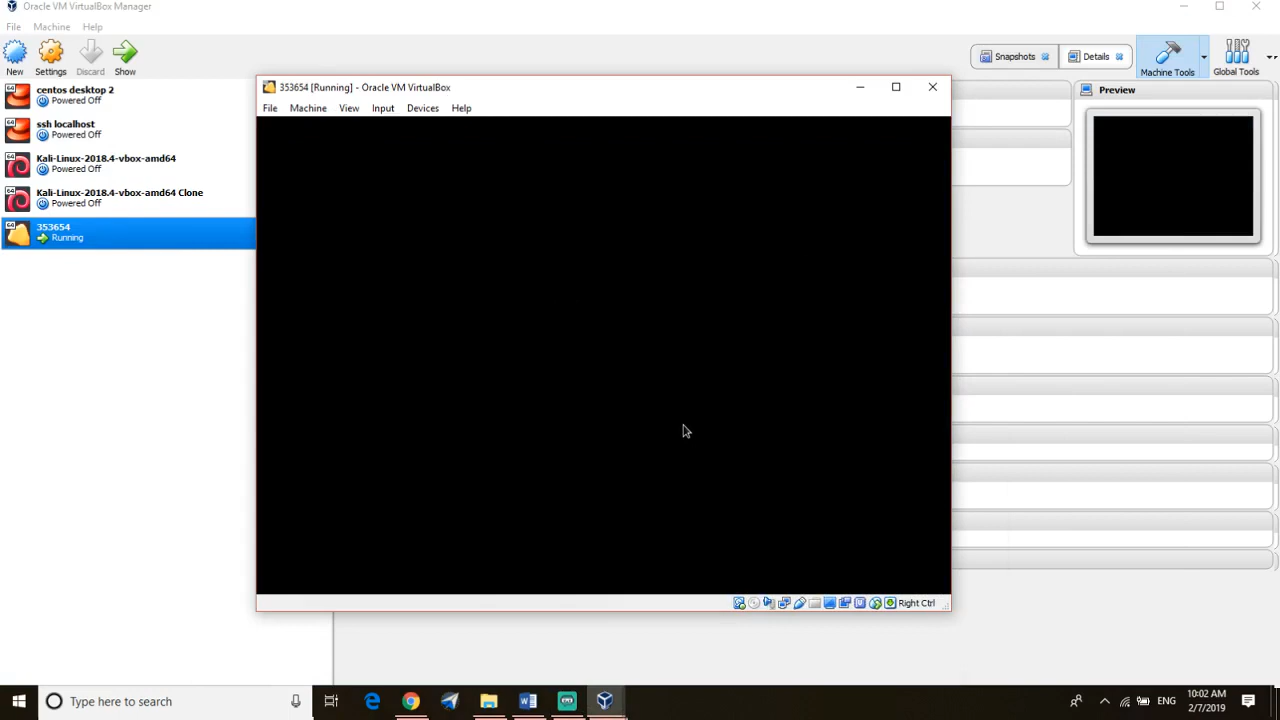 Oracle VM VirtualBox Manager
File Machine Help
New Settings Discard Show
Snapshots Details Machine Tools Global Tools
centos desktop 2
Powered Off
ssh localhost
Powered Off
Kali-Linux-2018.4-vbox-amd64
Powered Off
Kali-Linux-2018.4-vbox-amd64 Clone
Powered Off
353654
Running
353654 [Running] - Oracle VM VirtualBox
File Machine View Input Devices Help
Preview
Right Ctrl
Type here to search
ENG
10:02 AM
2/7/2019